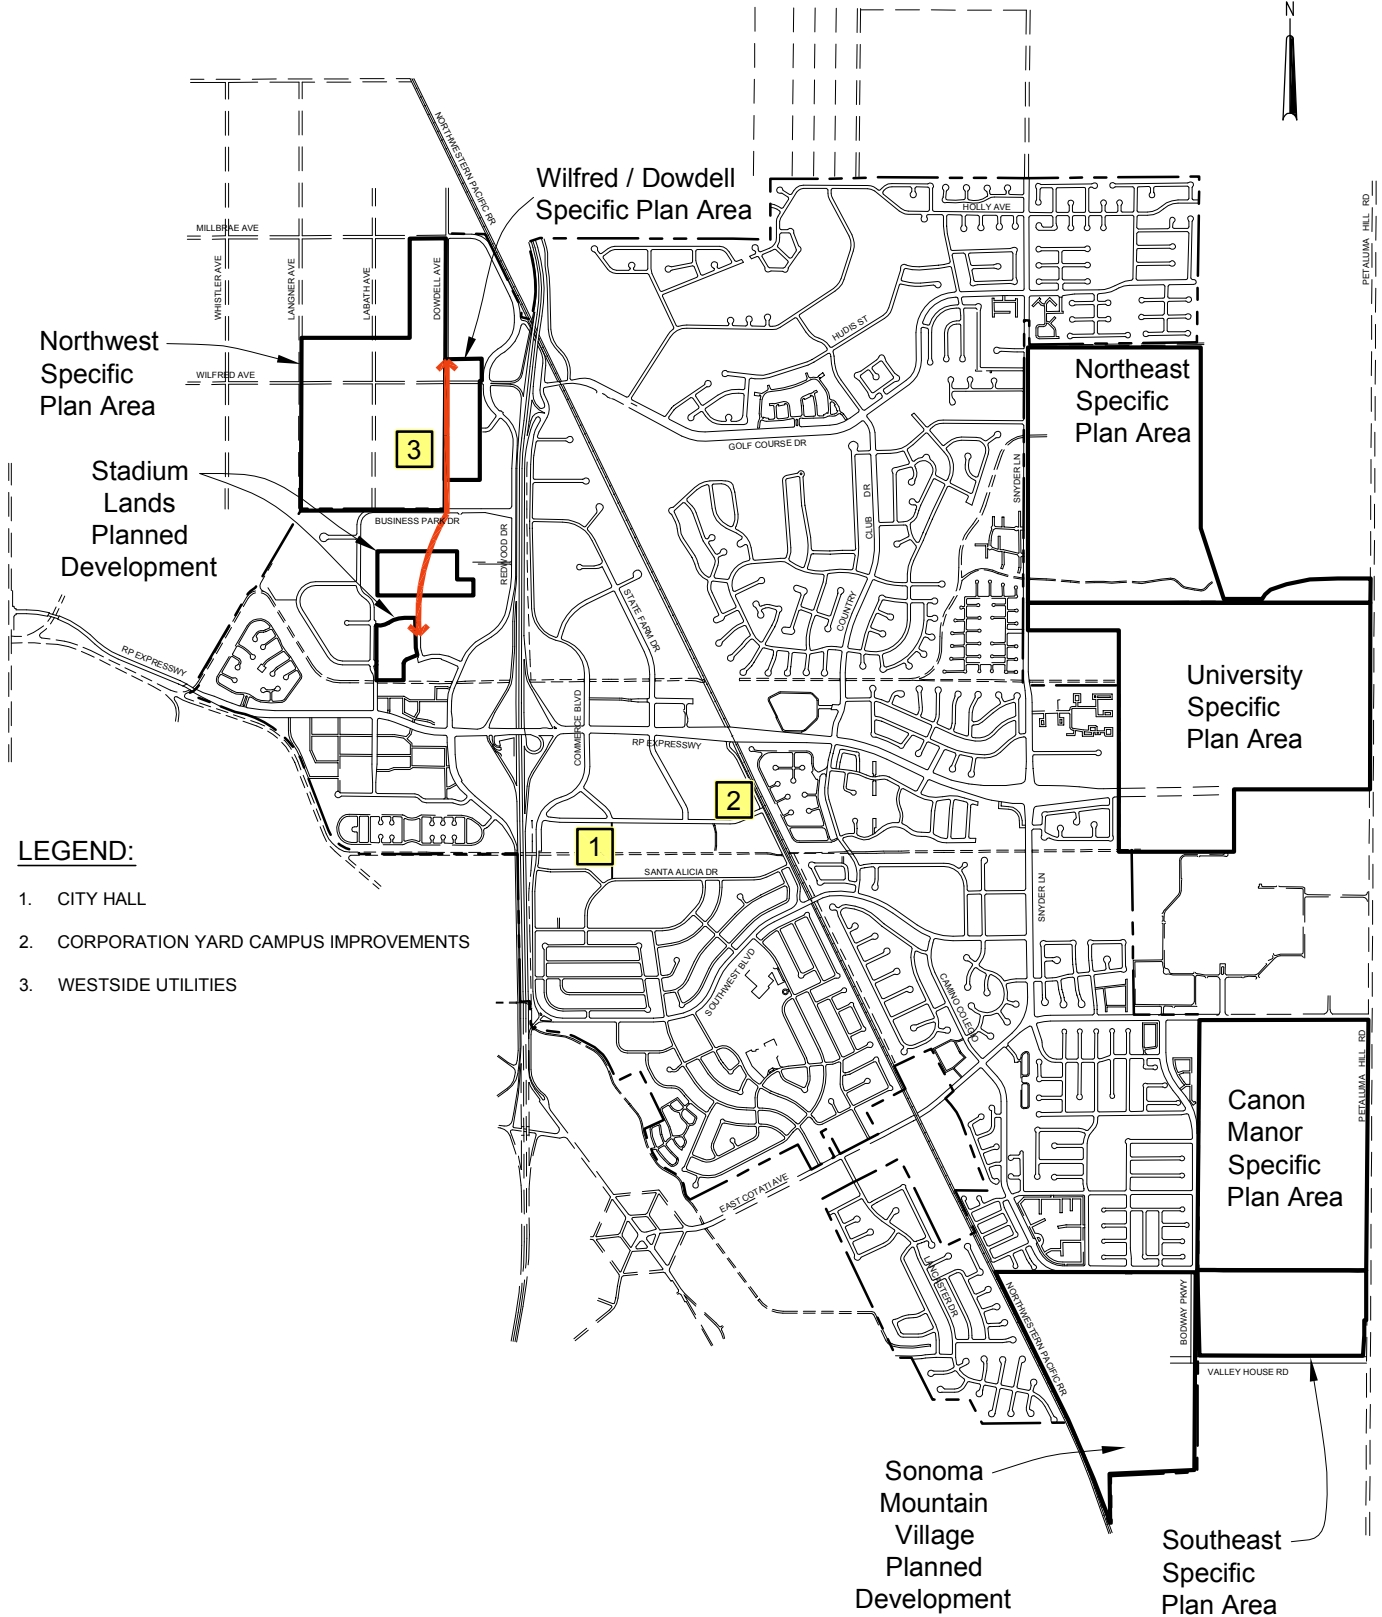 N
NORTHWESTERN PACIFIC RR
Wilfred / Dowdell
Specific Plan Area
HOLLY AVE
PETALUMA HILL RD
MILLBRAE AVE
WHISTLER AVE
LANGNER AVE
LABATH AVE
DOWDELL AVE
HUDIS ST
Northwest
Specific
Plan Area
WILFRED AVE
Northeast
Specific
Plan Area
GOLF COURSE DR
3
SNYDER LN
Stadium
Lands
Planned
Development
BUSINESS PARK DR
REDWOOD DR
COUNTRY CLUB DR
STATE FARM DR
RP EXPRESSWY
University
Specific
Plan Area
COMMERCE BLVD
RP EXPRESSWY
2
1
SANTA ALICIA DR
SNYDER LN
LEGEND:
1. CITY HALL
2. CORPORATION YARD CAMPUS IMPROVEMENTS
3. WESTSIDE UTILITIES
SOUTHWEST BLVD
CAMINO COLEGIO
PETALUMA HILL RD
Canon
Manor
Specific
Plan Area
EAST COTATI AVE
LANCASTER DR
NORTHWESTERN PACIFIC RR
BODWAY PKWY
VALLEY HOUSE RD
Sonoma
Mountain
Village
Planned
Development
Southeast
Specific
Plan Area